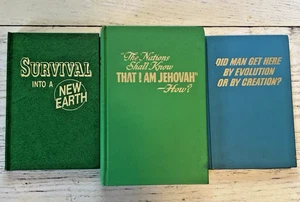 SURVIVAL
INTO A
NEW
EARTH
"The Nations
Shall Know
THAT I AM JEHOVAH"
—How?
DID MAN GET HERE
BY EVOLUTION
OR BY CREATION?